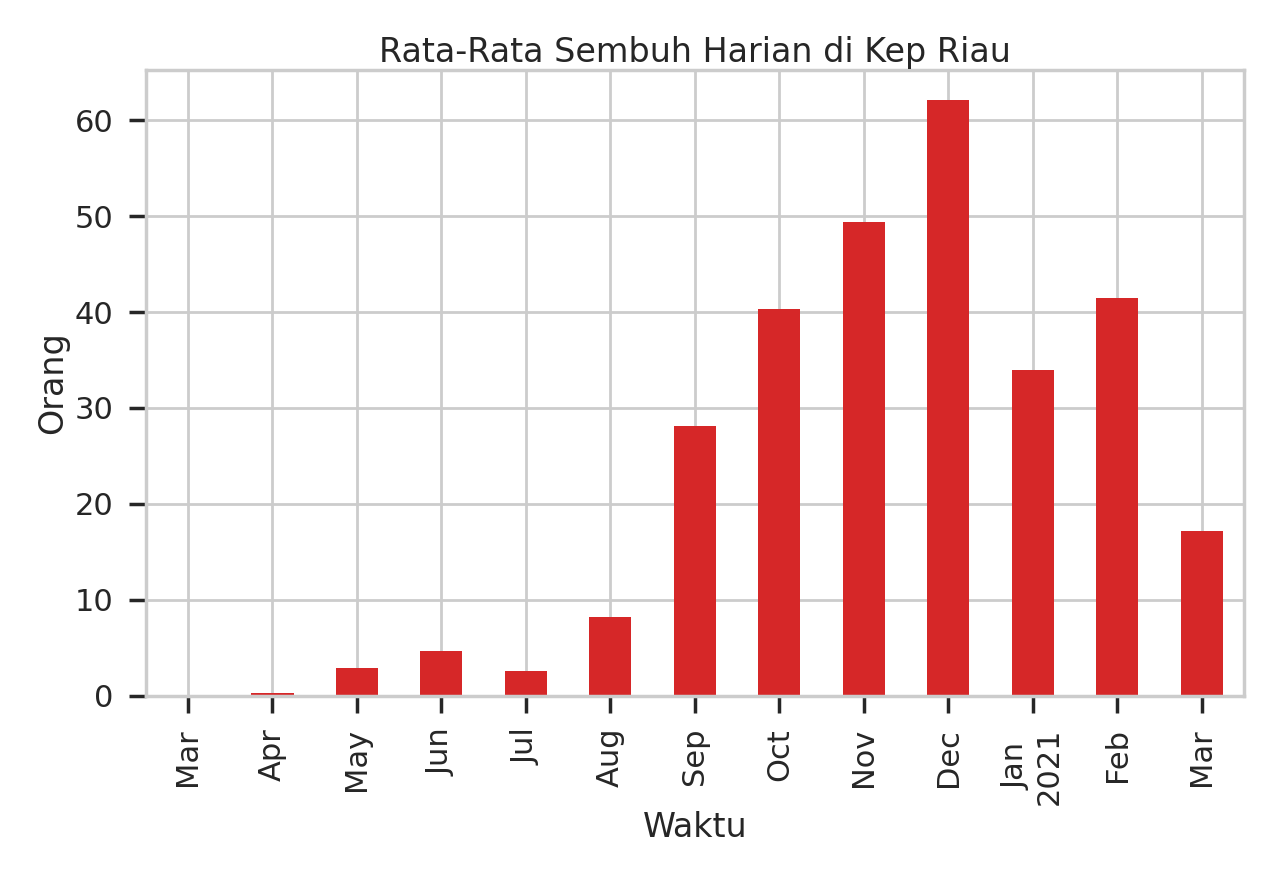 Rata-Rata Sembuh Harian di Kep Riau
60
50
40
30
20
10
0
Orang
Mar
Apr
May
Jun
Jul
Aug
Sep
Oct
Nov
Dec
Jan
2021
Feb
Mar
Waktu